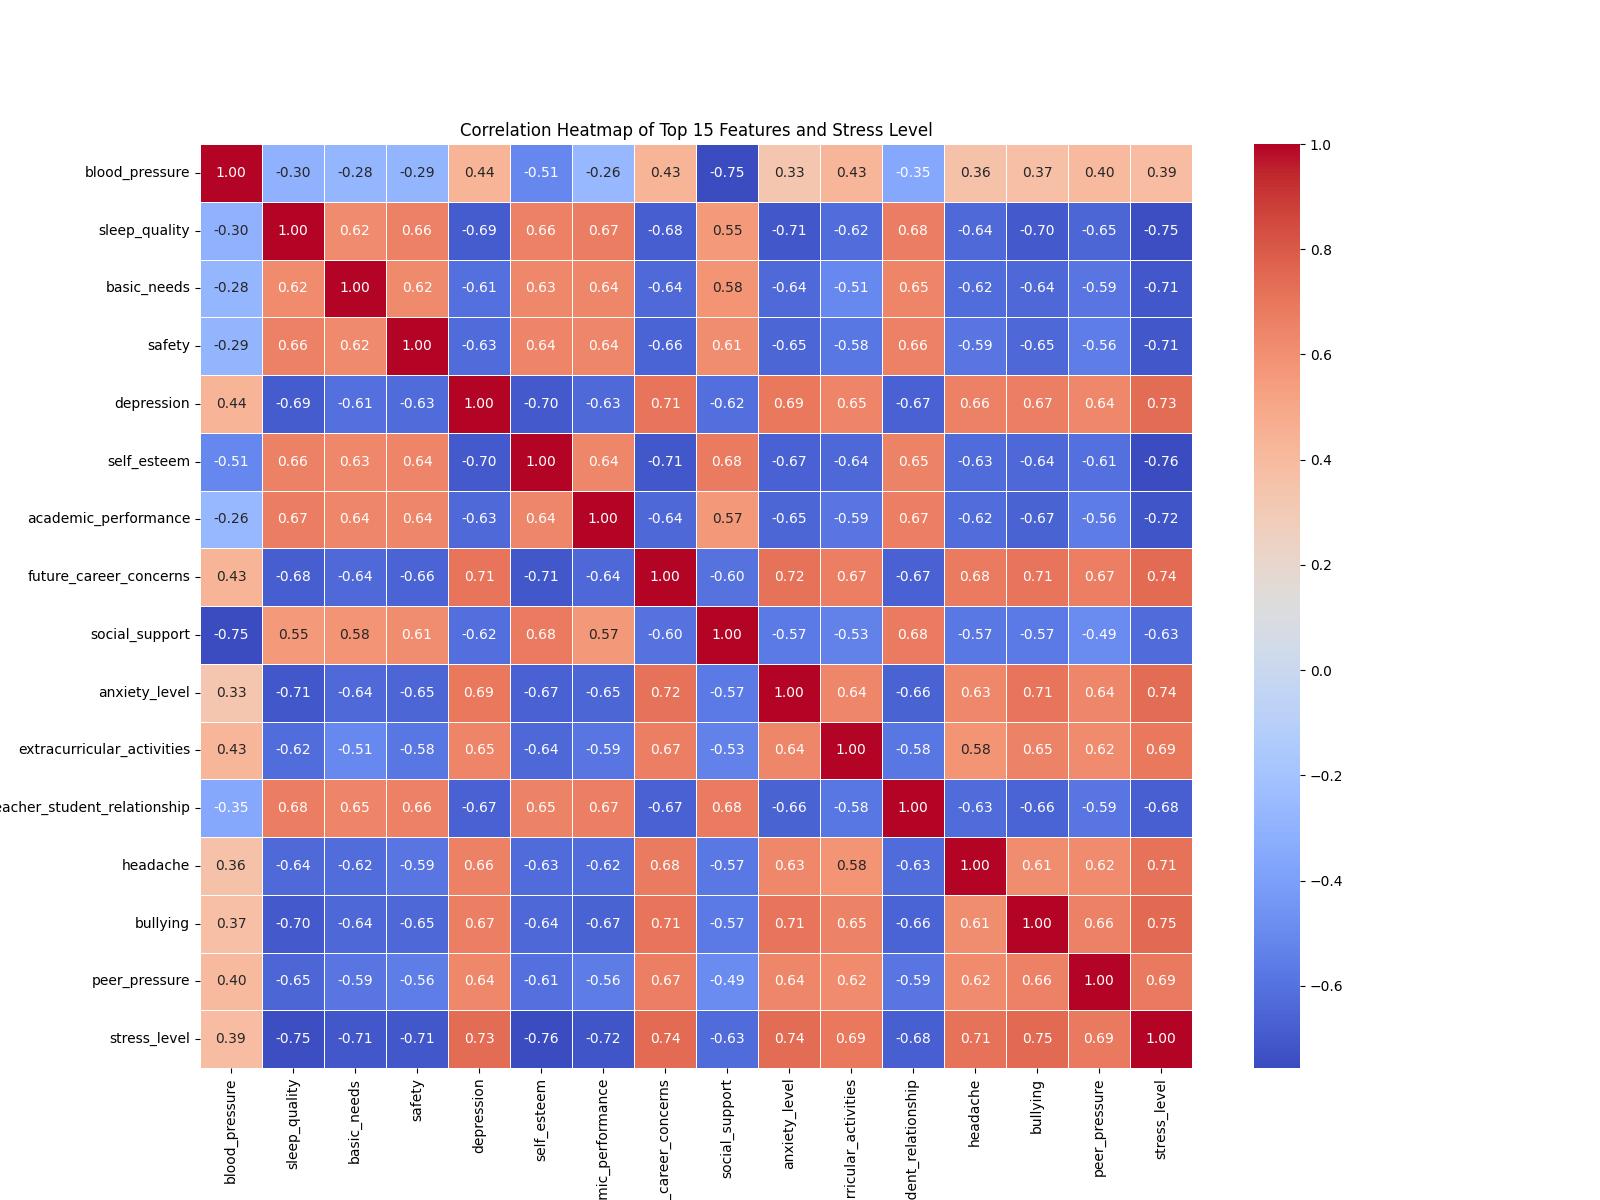 Correlation Heatmap of Top 15 Features and Stress Level
blood_pressure 1.00 -0.30 -0.28 -0.29 0.44 -0.51 -0.26 0.43 -0.75 0.33 0.43 -0.35 0.36 0.37 0.40 0.39
sleep_quality -0.30 1.00 0.62 0.66 -0.69 0.66 0.67 -0.68 0.55 -0.71 -0.62 0.68 -0.64 -0.70 -0.65 -0.75
basic_needs -0.28 0.62 1.00 0.62 -0.61 0.63 0.64 -0.64 0.58 -0.64 -0.51 0.65 -0.62 -0.64 -0.59 -0.71
safety -0.29 0.66 0.62 1.00 -0.63 0.64 0.64 -0.66 0.61 -0.65 -0.58 0.66 -0.59 -0.65 -0.56 -0.71
depression 0.44 -0.69 -0.61 -0.63 1.00 -0.70 -0.63 0.71 -0.62 0.69 0.65 -0.67 0.66 0.67 0.64 0.73
self_esteem -0.51 0.66 0.63 0.64 -0.70 1.00 0.64 -0.71 0.68 -0.67 -0.64 0.65 -0.63 -0.64 -0.61 -0.76
academic_performance -0.26 0.67 0.64 0.64 -0.63 0.64 1.00 -0.64 0.57 -0.65 -0.59 0.67 -0.62 -0.67 -0.56 -0.72
future_career_concerns 0.43 -0.68 -0.64 -0.66 0.71 -0.71 -0.64 1.00 -0.60 0.72 0.67 -0.67 0.68 0.71 0.67 0.74
social_support -0.75 0.55 0.58 0.61 -0.62 0.68 0.57 -0.60 1.00 -0.57 -0.53 0.68 -0.57 -0.57 -0.49 -0.63
anxiety_level 0.33 -0.71 -0.64 -0.65 0.69 -0.67 -0.65 0.72 -0.57 1.00 0.64 -0.66 0.63 0.71 0.64 0.74
extracurricular_activities 0.43 -0.62 -0.51 -0.58 0.65 -0.64 -0.59 0.67 -0.53 0.64 1.00 -0.58 0.58 0.65 0.62 0.69
eacher_student_relationship -0.35 0.68 0.65 0.66 -0.67 0.65 0.67 -0.67 0.68 -0.66 -0.58 1.00 -0.63 -0.66 -0.59 -0.68
headache 0.36 -0.64 -0.62 -0.59 0.66 -0.63 -0.62 0.68 -0.57 0.63 0.58 -0.63 1.00 0.61 0.62 0.71
bullying 0.37 -0.70 -0.64 -0.65 0.67 -0.64 -0.67 0.71 -0.57 0.71 0.65 -0.66 0.61 1.00 0.66 0.75
peer_pressure 0.40 -0.65 -0.59 -0.56 0.64 -0.61 -0.56 0.67 -0.49 0.64 0.62 -0.59 0.62 0.66 1.00 0.69
stress_level 0.39 -0.75 -0.71 -0.71 0.73 -0.76 -0.72 0.74 -0.63 0.74 0.69 -0.68 0.71 0.75 0.69 1.00
blood_pressure
sleep_quality
basic_needs
safety
depression
self_esteem
mic_performance
_career_concerns
social_support
anxiety_level
rricular_activities
dent_relationship
headache
bullying
peer_pressure
stress_level
1.0
0.8
0.6
0.4
0.2
0.0
−0.2
−0.4
−0.6